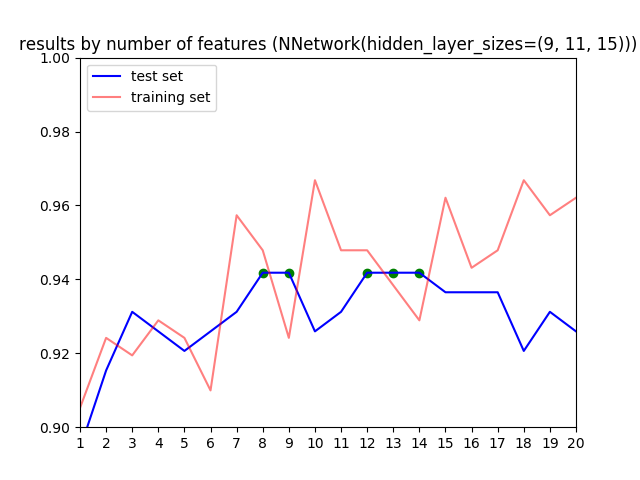 results by number of features (NNetwork(hidden_layer_sizes=(9, 11, 15)))
test set
training set
1.00
0.98
0.96
0.94
0.92
0.90
1 2 3 4 5 6 7 8 9 10 11 12 13 14 15 16 17 18 19 20